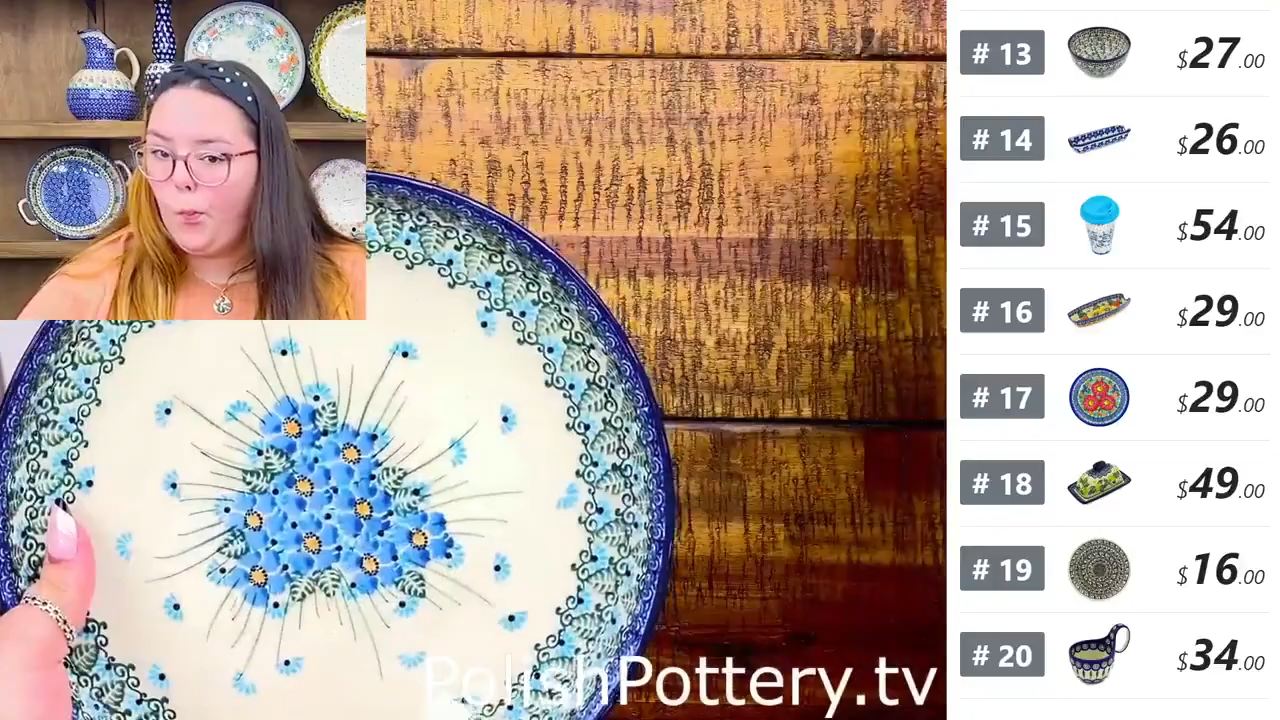 # 13 $27.00
# 14 $26.00
# 15 $54.00
# 16 $29.00
# 17 $29.00
# 18 $49.00
# 19 $16.00
# 20 $34.00
PolishPottery.tv